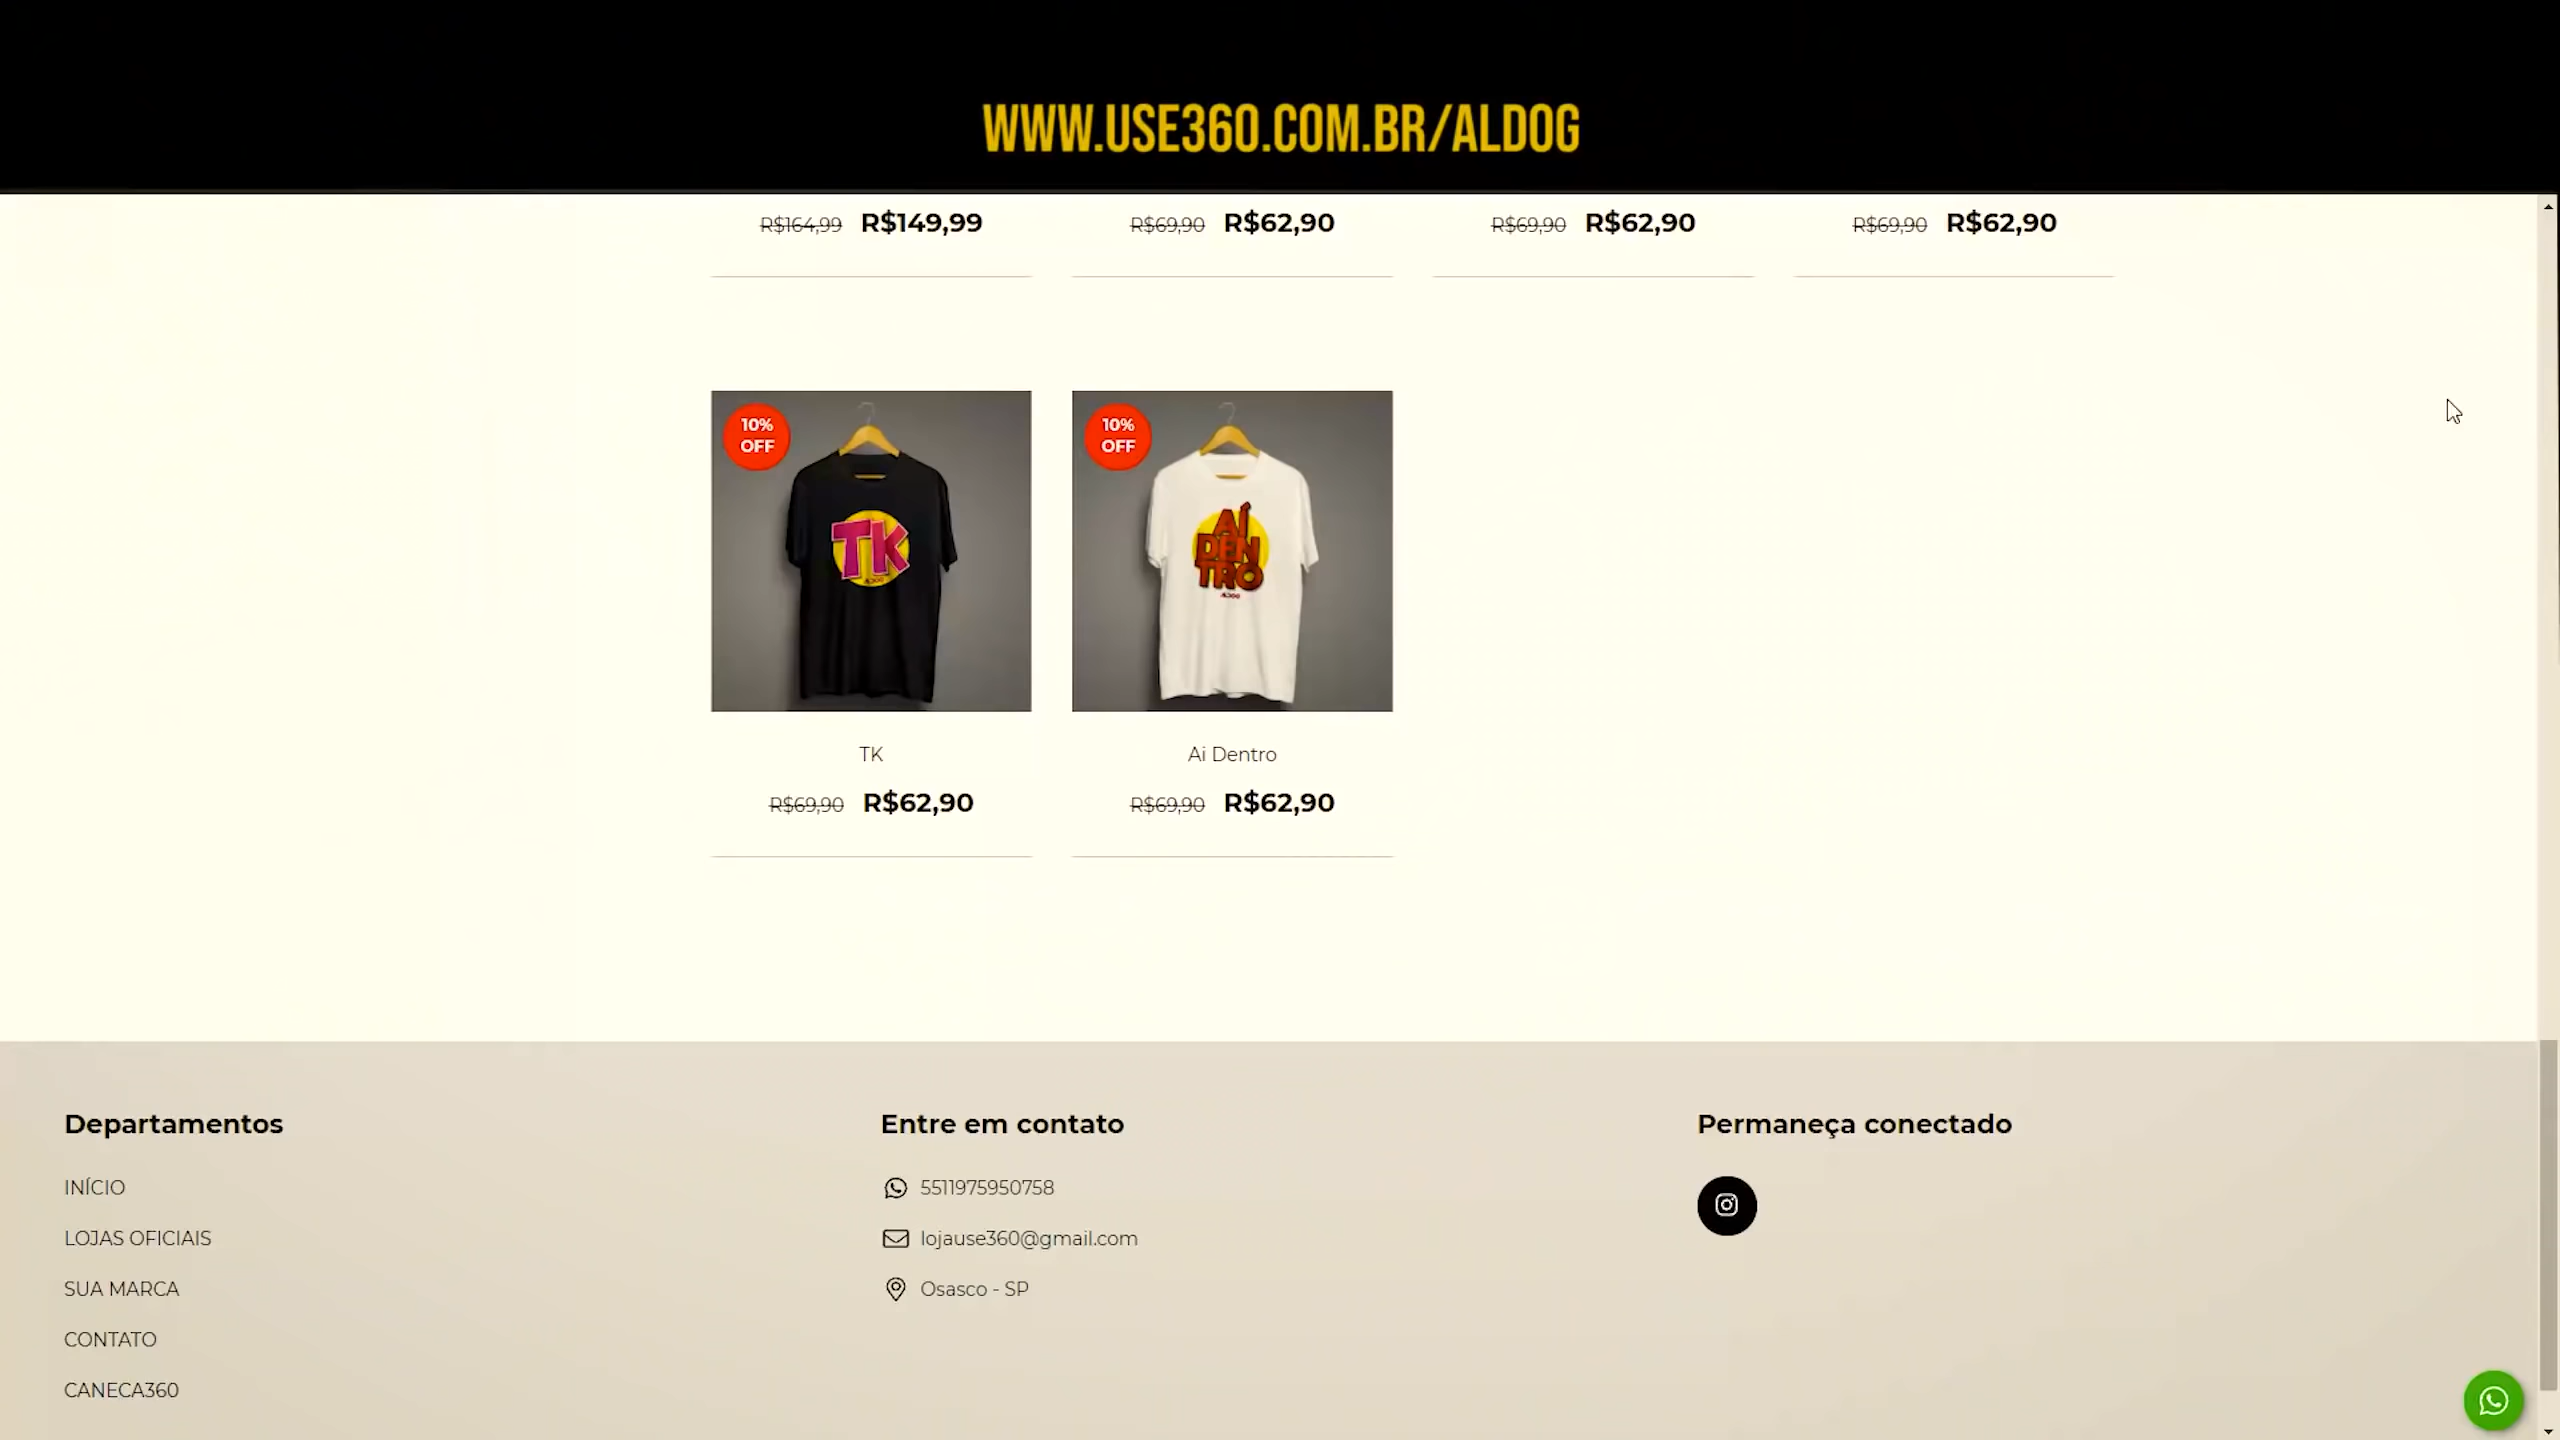 WWW.USE360.COM.BR/ALDOG
R$164,99 R$149,99
R$69,90 R$62,90
R$69,90 R$62,90
R$69,90 R$62,90
10%
OFF
TK
ALDOG
10%
OFF
AÍ
DEN
TRO
ALDOG
TK
R$69,90 R$62,90
Ai Dentro
R$69,90 R$62,90
Departamentos
INÍCIO
LOJAS OFICIAIS
SUA MARCA
CONTATO
CANECA360
Entre em contato
5511975950758
lojause360@gmail.com
Osasco - SP
Permaneça conectado